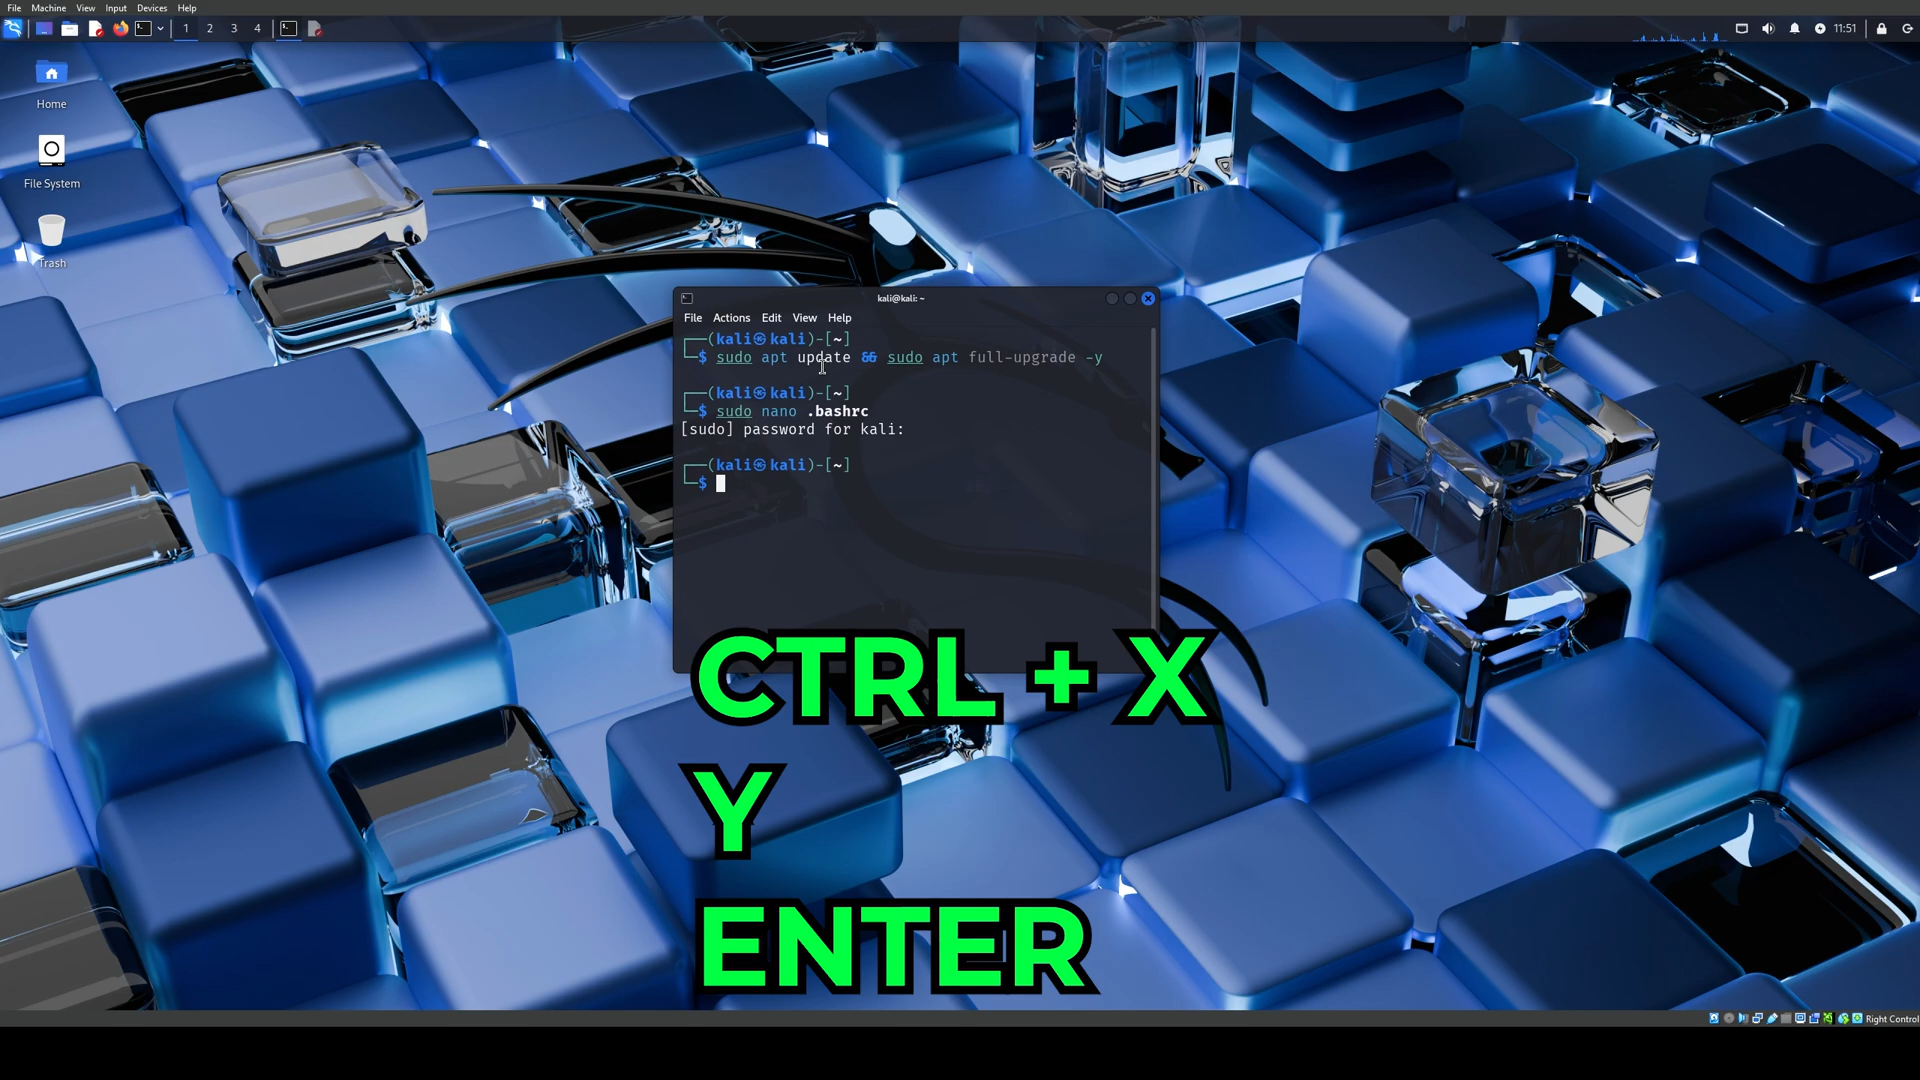 File Machine View Input Devices Help
1 2 3 4 11:51
Home
File System
Trash
kali@kali: ~
File Actions Edit View Help
┌──(kali㉿kali)-[~]
└─$ sudo apt update && sudo apt full-upgrade -y
┌──(kali㉿kali)-[~]
└─$ sudo nano .bashrc
[sudo] password for kali:
┌──(kali㉿kali)-[~]
└─$
CTRL + X
Y
ENTER
Right Control